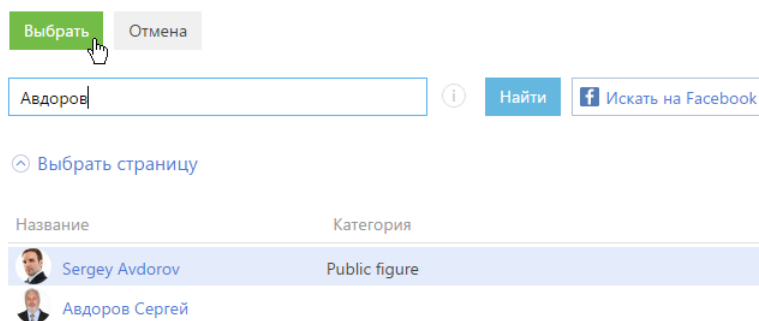 Выбрать Отмена
Авдоров Найти Искать на Facebook
Выбрать страницу
Название Категория
Sergey Avdorov Public figure
Авдоров Сергей